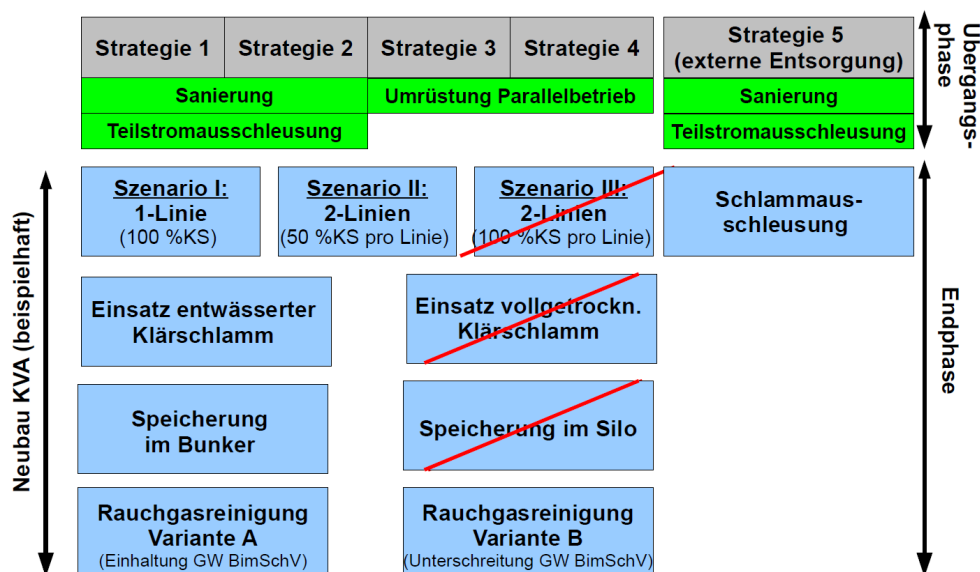 Strategie 1
Strategie 2
Strategie 3
Strategie 4
Strategie 5
(externe Entsorgung)
Sanierung
Umrüstung Parallelbetrieb
Sanierung
Teilstromausschleusung
Teilstromausschleusung
Übergangs-
phase
Szenario I:
1-Linie
(100 %KS)
Szenario II:
2-Linien
(50 %KS pro Linie)
Szenario III:
2-Linien
(100 %KS pro Linie)
Schlammaus-
schleusung
Einsatz entwässerter
Klärschlamm
Einsatz vollgetrockn.
Klärschlamm
Speicherung
im Bunker
Speicherung im Silo
Rauchgasreinigung
Variante A
(Einhaltung GW BimSchV)
Rauchgasreinigung
Variante B
(Unterschreitung GW BimSchV)
Neubau KVA (beispielhaft)
Endphase